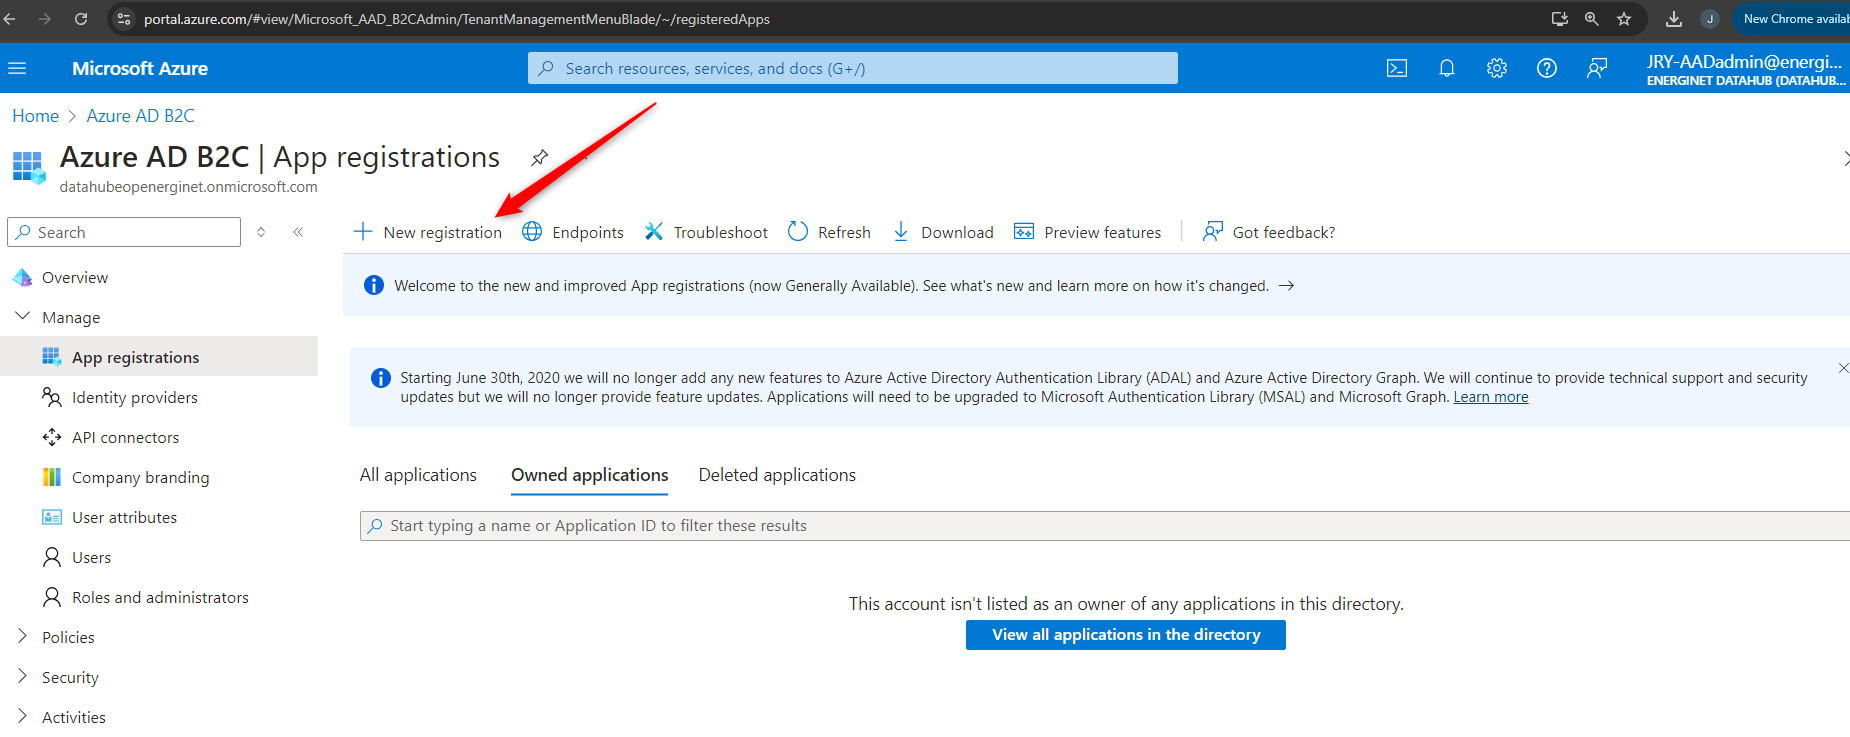 portal.azure.com/#view/Microsoft_AAD_B2CAdmin/TenantManagementMenuBlade/~/registeredApps
J
New Chrome availab
Microsoft Azure
Search resources, services, and docs (G+/)
JRY-AADadmin@energi...
ENERGINET DATAHUB (DATAHUB...
Home > Azure AD B2C
Azure AD B2C | App registrations
datahubeopenerginet.onmicrosoft.com
Search
New registration
Endpoints
Troubleshoot
Refresh
Download
Preview features
Got feedback?
Overview
Manage
App registrations
Identity providers
API connectors
Company branding
User attributes
Users
Roles and administrators
Policies
Security
Activities
Welcome to the new and improved App registrations (now Generally Available). See what's new and learn more on how it's changed.
Starting June 30th, 2020 we will no longer add any new features to Azure Active Directory Authentication Library (ADAL) and Azure Active Directory Graph. We will continue to provide technical support and security
updates but we will no longer provide feature updates. Applications will need to be upgraded to Microsoft Authentication Library (MSAL) and Microsoft Graph. Learn more
All applications
Owned applications
Deleted applications
Start typing a name or Application ID to filter these results
This account isn't listed as an owner of any applications in this directory.
View all applications in the directory